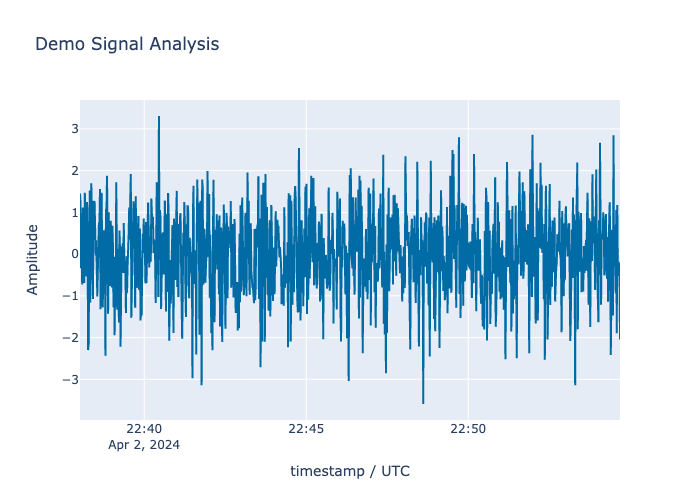 Demo Signal Analysis
3
2
1
0
−1
−2
−3
Amplitude
22:40
22:45
22:50
Apr 2, 2024
timestamp / UTC